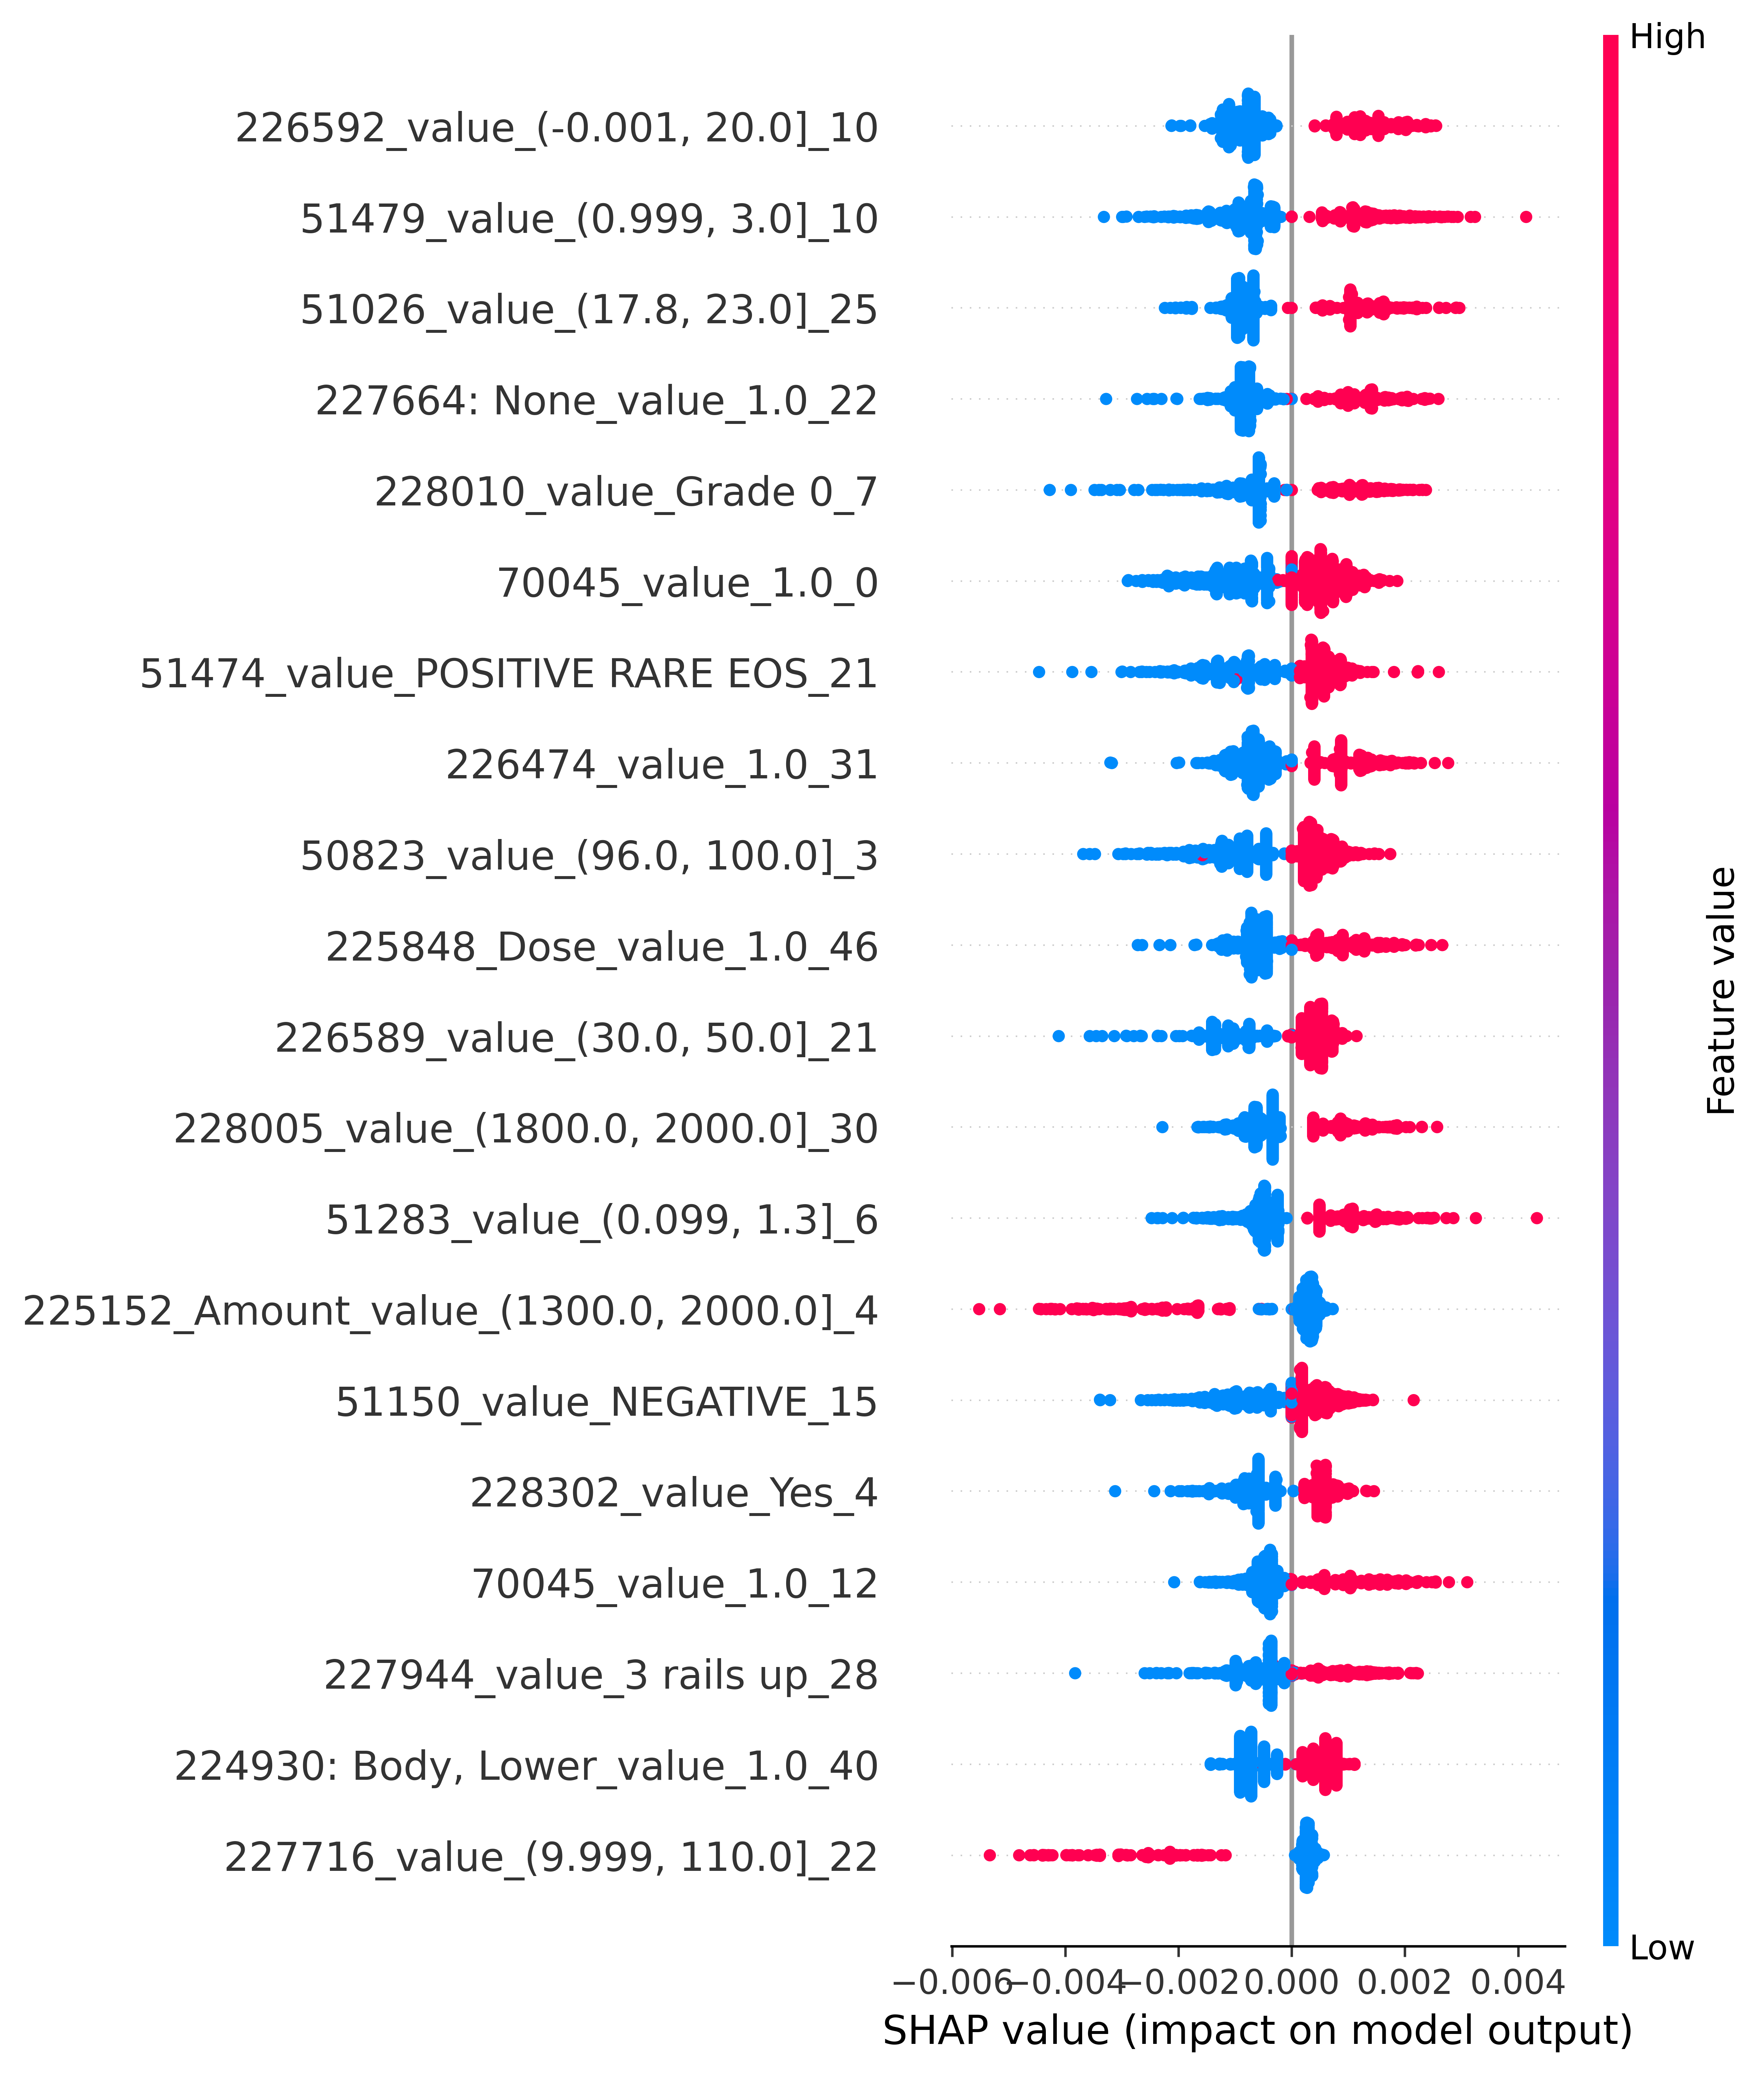 High
226592_value_(-0.001, 20.0]_10
51479_value_(0.999, 3.0]_10
51026_value_(17.8, 23.0]_25
227664: None_value_1.0_22
228010_value_Grade 0_7
70045_value_1.0_0
51474_value_POSITIVE RARE EOS_21
226474_value_1.0_31
50823_value_(96.0, 100.0]_3
225848_Dose_value_1.0_46
226589_value_(30.0, 50.0]_21
228005_value_(1800.0, 2000.0]_30
51283_value_(0.099, 1.3]_6
225152_Amount_value_(1300.0, 2000.0]_4
51150_value_NEGATIVE_15
228302_value_Yes_4
70045_value_1.0_12
227944_value_3 rails up_28
224930: Body, Lower_value_1.0_40
227716_value_(9.999, 110.0]_22
Feature value
Low
−0.006 −0.004 −0.002 0.000 0.002 0.004
SHAP value (impact on model output)